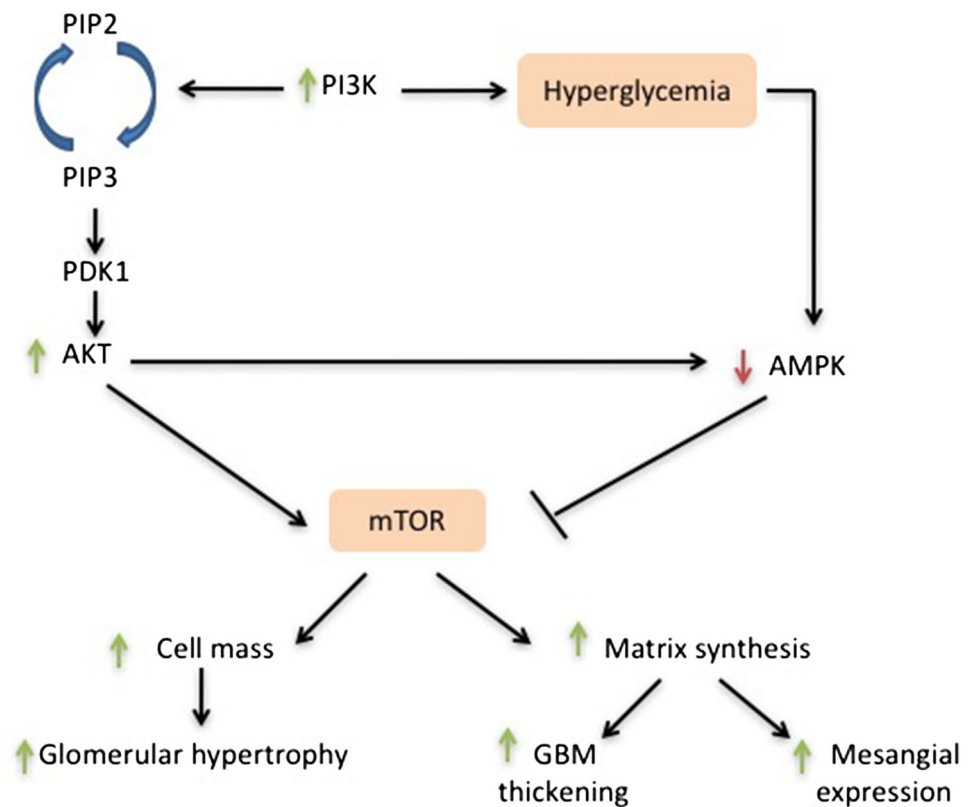 PIP2
PI3K
Hyperglycemia
PIP3
PDK1
AKT
AMPK
mTOR
Cell mass
Matrix synthesis
Glomerular hypertrophy
GBM
thickening
Mesangial
expression